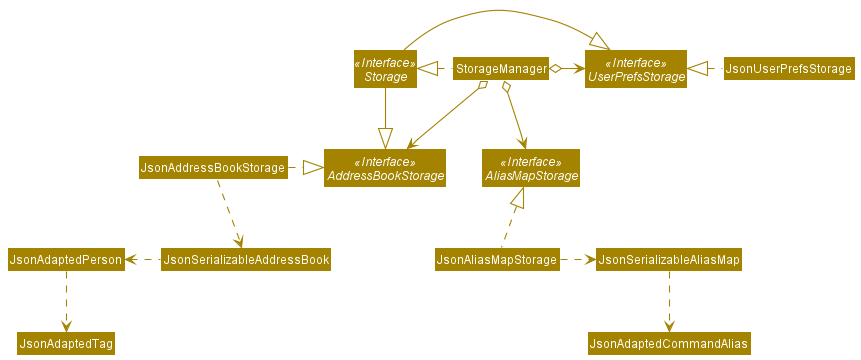 «Interface»
Storage
StorageManager
«Interface»
UserPrefsStorage
JsonUserPrefsStorage
JsonAddressBookStorage
«Interface»
AddressBookStorage
«Interface»
AliasMapStorage
JsonAdaptedPerson
JsonSerializableAddressBook
JsonAliasMapStorage
JsonSerializableAliasMap
JsonAdaptedTag
JsonAdaptedCommandAlias